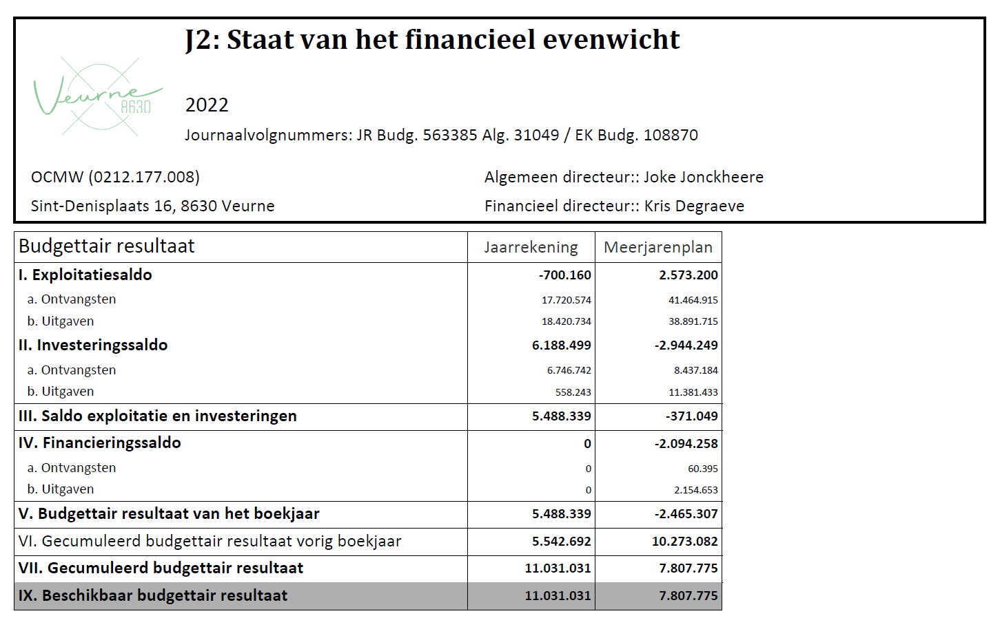 J2: Staat van het financieel evenwicht
Veurne
8630
2022
Journaalvolgnummers: JR Budg. 563385 Alg. 31049 / EK Budg. 108870
OCMW (0212.177.008) Algemeen directeur:: Joke Jonckheere
Sint-Denisplaats 16, 8630 Veurne Financieel directeur:: Kris Degraeve
Budgettair resultaat Jaarrekening Meerjarenplan
I. Exploitatiesaldo -700.160 2.573.200
a. Ontvangsten 17.720.574 41.464.915
b. Uitgaven 18.420.734 38.891.715
II. Investeringssaldo 6.188.499 -2.944.249
a. Ontvangsten 6.746.742 8.437.184
b. Uitgaven 558.243 11.381.433
III. Saldo exploitatie en investeringen 5.488.339 -371.049
IV. Financieringssaldo 0 -2.094.258
a. Ontvangsten 0 60.395
b. Uitgaven 0 2.154.653
V. Budgettair resultaat van het boekjaar 5.488.339 -2.465.307
VI. Gecumuleerd budgettair resultaat vorig boekjaar 5.542.692 10.273.082
VII. Gecumuleerd budgettair resultaat 11.031.031 7.807.775
IX. Beschikbaar budgettair resultaat 11.031.031 7.807.775